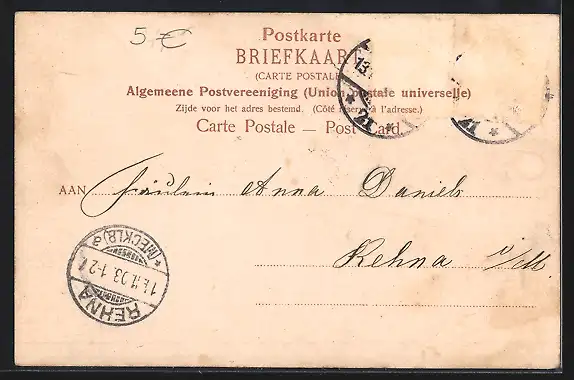 5,- €
Postkarte
BRIEFKAAR
(CARTE POSTALE
Algemeene Postvereeniging (Union postale universelle)
Zijde voor het adres bestemd. (Côté réservé à l'adresse.)
Carte Postale — Post Card.
AAN Fräulein Anna Daniels
Rehna i/M.
REHNA
(MECKLB) a